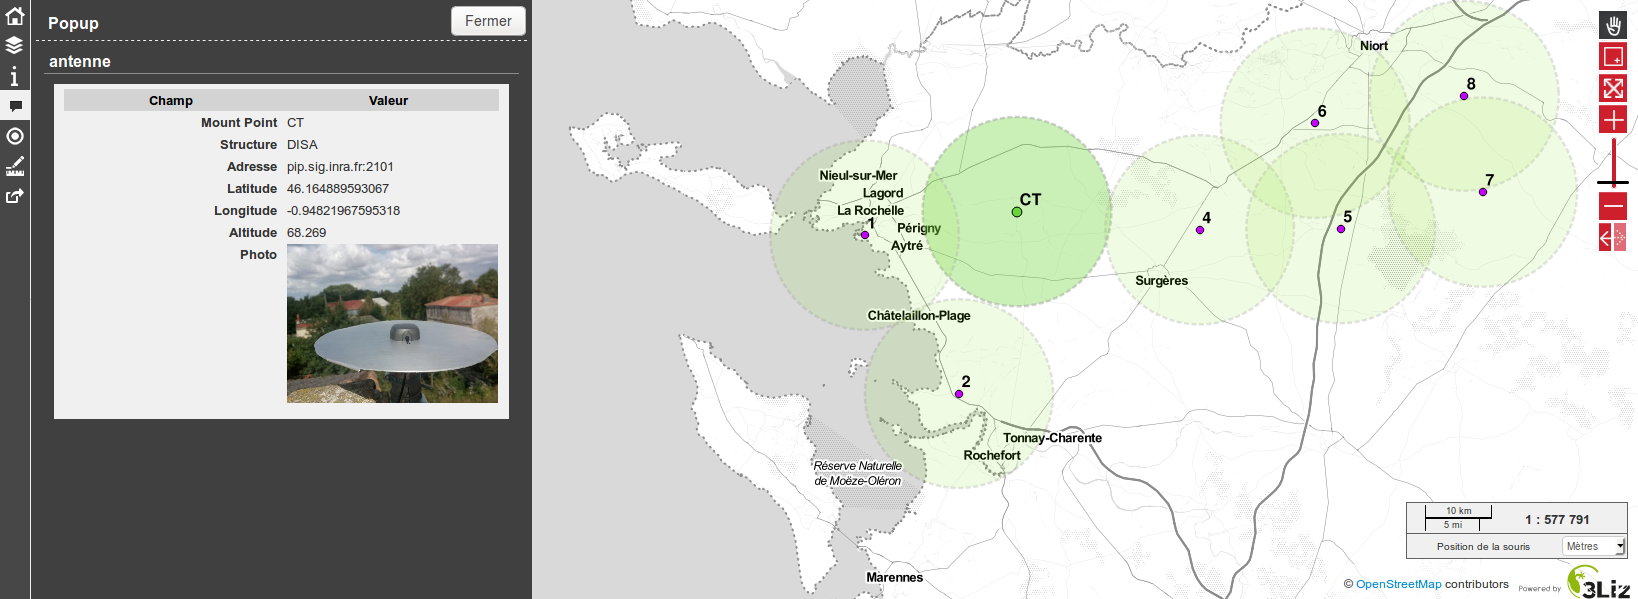 Popup
Fermer
antenne
Champ Valeur
Mount Point CT
Structure DISA
Adresse pip.sig.inra.fr:2101
Latitude 46.164889593067
Longitude -0.94821967595318
Altitude 68.269
Photo
Niort
8
6
Nieul-sur-Mer
Lagord
La Rochelle
CT
7
1
Périgny
4
5
Aytré
Surgères
Châtelaillon-Plage
2
Tonnay-Charente
Rochefort
Réserve Naturelle
de Moëze-Oléron
Marennes
10 km
5 mi
1 : 577 791
Position de la souris Mètres
© OpenStreetMap contributors
Powered by 3Liz